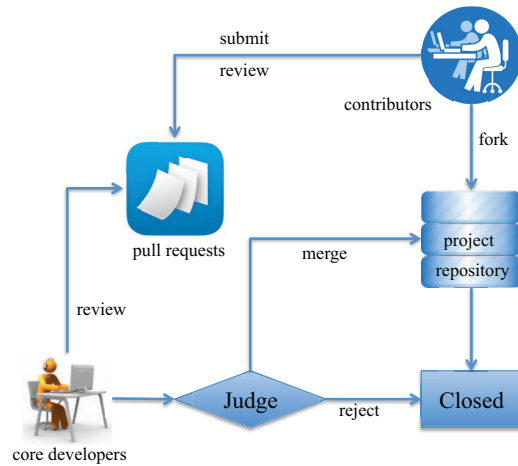 submit
review
contributors
fork
pull requests
project
merge
repository
review
Judge
reject
Closed
core developers